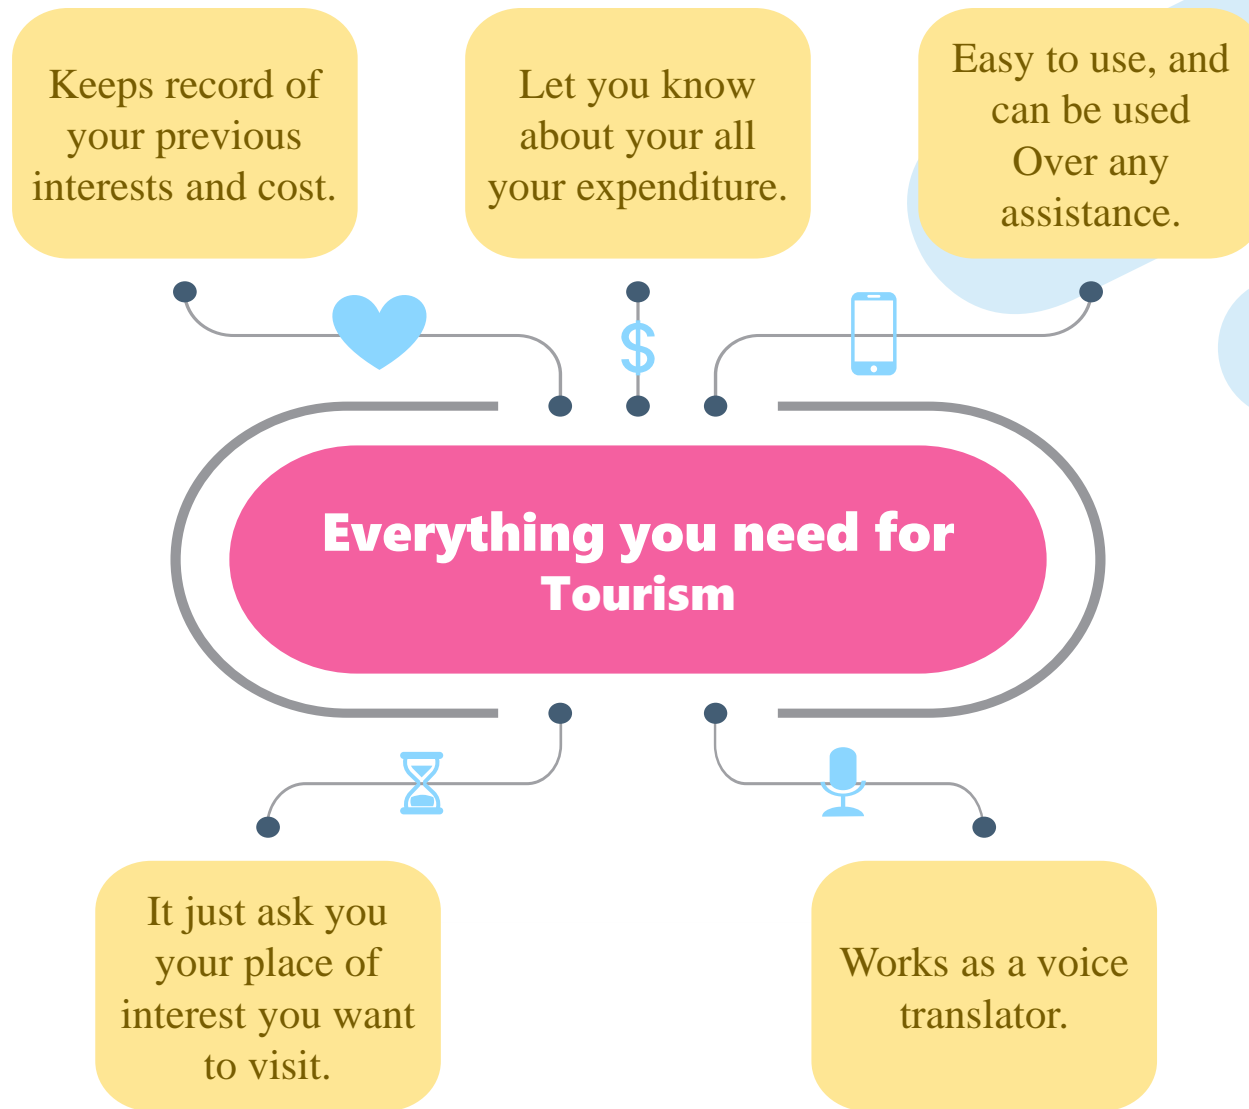 Keeps record of
your previous
interests and cost.
Let you know
about your all
your expenditure.
Easy to use, and
can be used
Over any
assistance.
$
Everything you need for
Tourism
It just ask you
your place of
interest you want
to visit.
Works as a voice
translator.